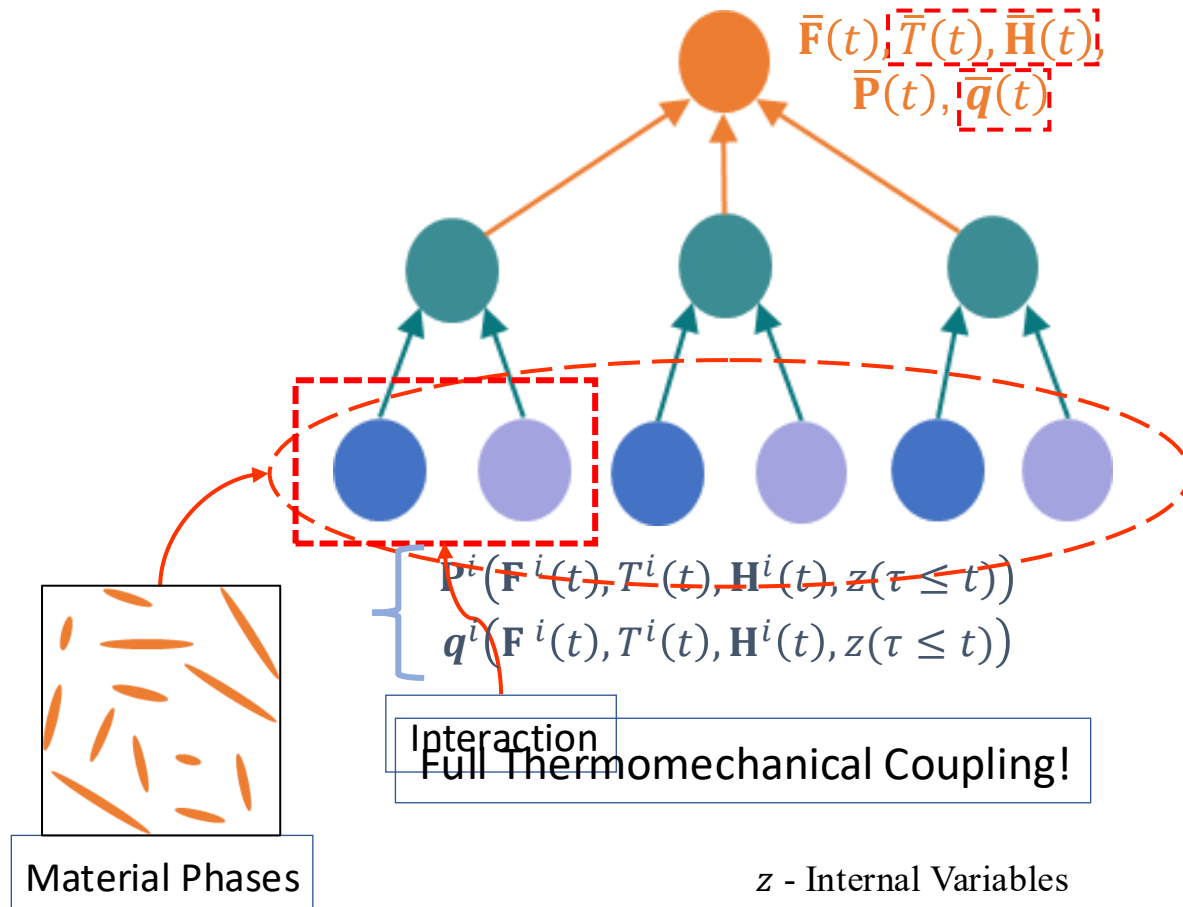 F̄(t), T̄(t), H̄(t),
P̄(t), q̄(t)
Pⁱ(Fⁱ(t), Tⁱ(t), Hⁱ(t), z(τ ≤ t))
qⁱ(Fⁱ(t), Tⁱ(t), Hⁱ(t), z(τ ≤ t))
Interaction
Full Thermomechanical Coupling!
Material Phases
z - Internal Variables